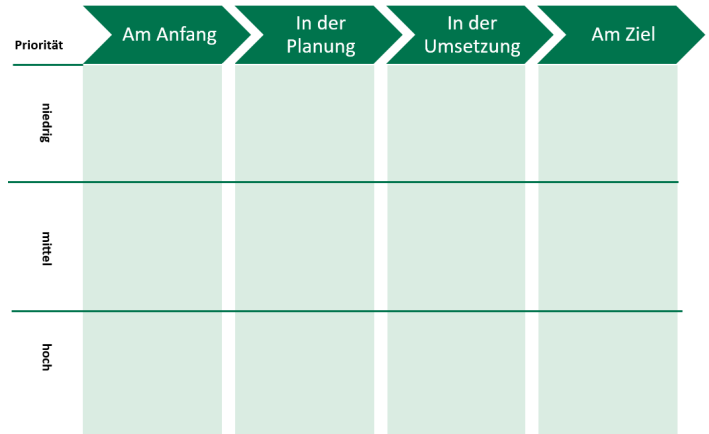 Priorität
Am Anfang
In der
Planung
In der
Umsetzung
Am Ziel
niedrig
mittel
hoch